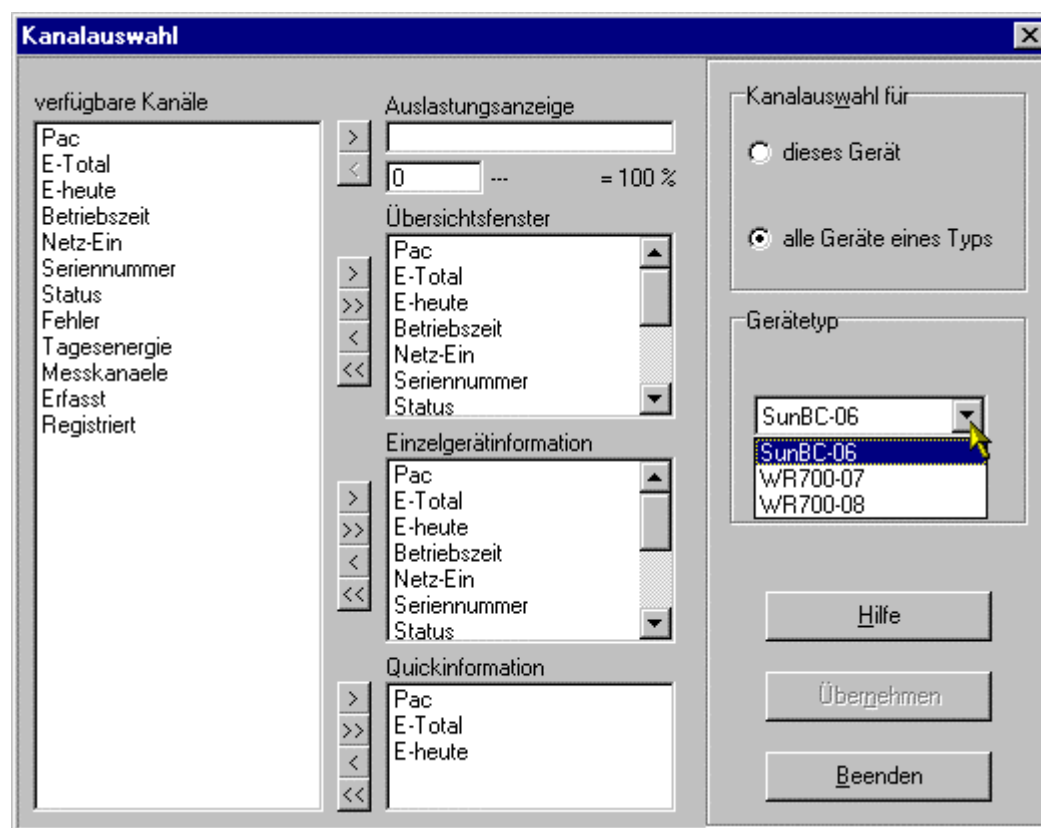 Kanalauswahl
verfügbare Kanäle
Pac
E-Total
E-heute
Betriebszeit
Netz-Ein
Seriennummer
Status
Fehler
Tagesenergie
Messkanaele
Erfasst
Registriert
Auslastungsanzeige
>
<
0 --- = 100 %
Übersichtsfenster
>
>>
<
<<
Pac
E-Total
E-heute
Betriebszeit
Netz-Ein
Seriennummer
Status
Einzelgerätinformation
>
>>
<
<<
Pac
E-Total
E-heute
Betriebszeit
Netz-Ein
Seriennummer
Status
Quickinformation
>
>>
<
<<
Pac
E-Total
E-heute
Kanalauswahl für
dieses Gerät
alle Geräte eines Typs
Gerätetyp
SunBC-06
SunBC-06
WR700-07
WR700-08
Hilfe
Übernehmen
Beenden